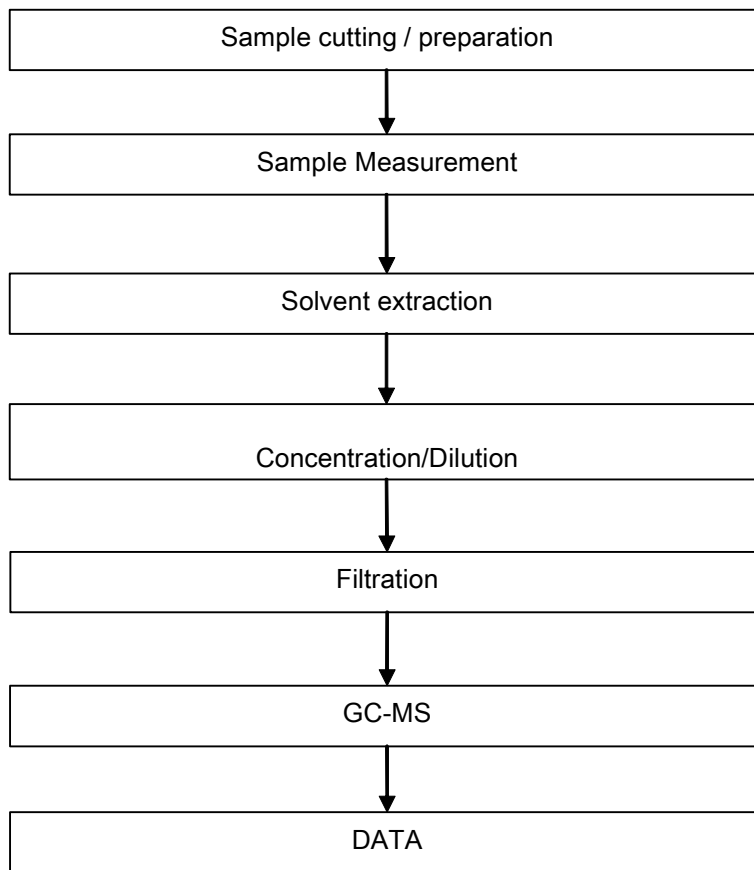 Sample cutting / preparation
Sample Measurement
Solvent extraction
Concentration/Dilution
Filtration
GC-MS
DATA